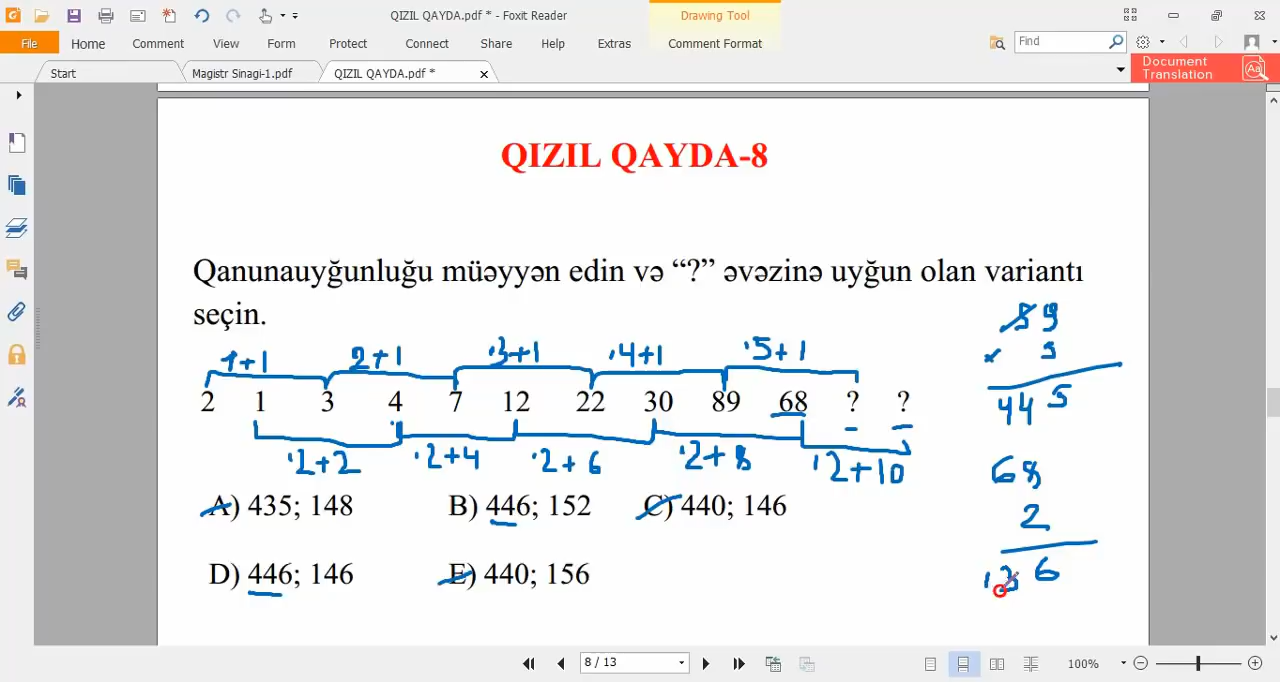 QIZIL QAYDA.pdf * - Foxit Reader
Drawing Tool
File Home Comment View Form Protect Connect Share Help Extras Comment Format
Find
Document
Translation
Start Magistr Sinagi-1.pdf QIZIL QAYDA.pdf *
QIZIL QAYDA-8
Qanunauyğunluğu müəyyən edin və “?” əvəzinə uyğun olan variantı
seçin.
1+1 2+1 ·3+1 ·4+1 ·5+1
2 1 3 4 7 12 22 30 89 68 ? ?
·2+2 ·2+4 ·2+6 ·2+8 ·2+10
A) 435; 148 B) 446; 152 C) 440; 146
D) 446; 146 E) 440; 156
89
× 5
445
68
2
136
8 / 13
100%